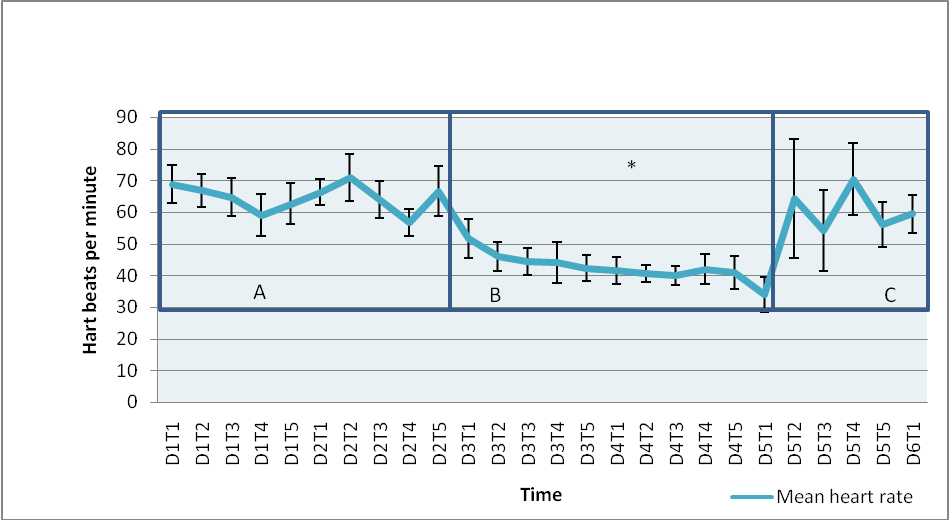 90
80
70
60
50
40
30
20
10
0
Hart beats per minute
*
A
B
C
D1T1
D1T2
D1T3
D1T4
D1T5
D2T1
D2T2
D2T3
D2T4
D2T5
D3T1
D3T2
D3T3
D3T4
D3T5
D4T1
D4T2
D4T3
D4T4
D4T5
D5T1
D5T2
D5T3
D5T4
D5T5
D6T1
Time
Mean heart rate